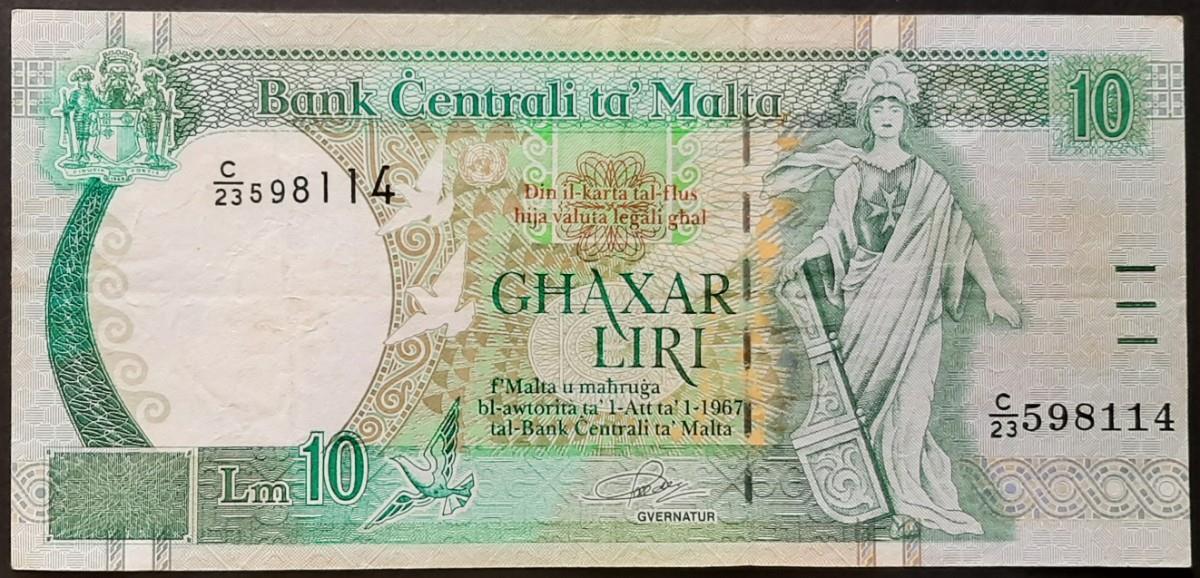 Bank Ċentrali ta' Malta
10
C/23 598114
Din il-karta tal-flus
hija valuta legali għal
GĦAXAR
LIRI
f'Malta u maħruġa
bl-awtorita ta' l-Att ta' l-1967
tal-Bank Ċentrali ta' Malta
C/23 598114
Lm 10
GVERNATUR